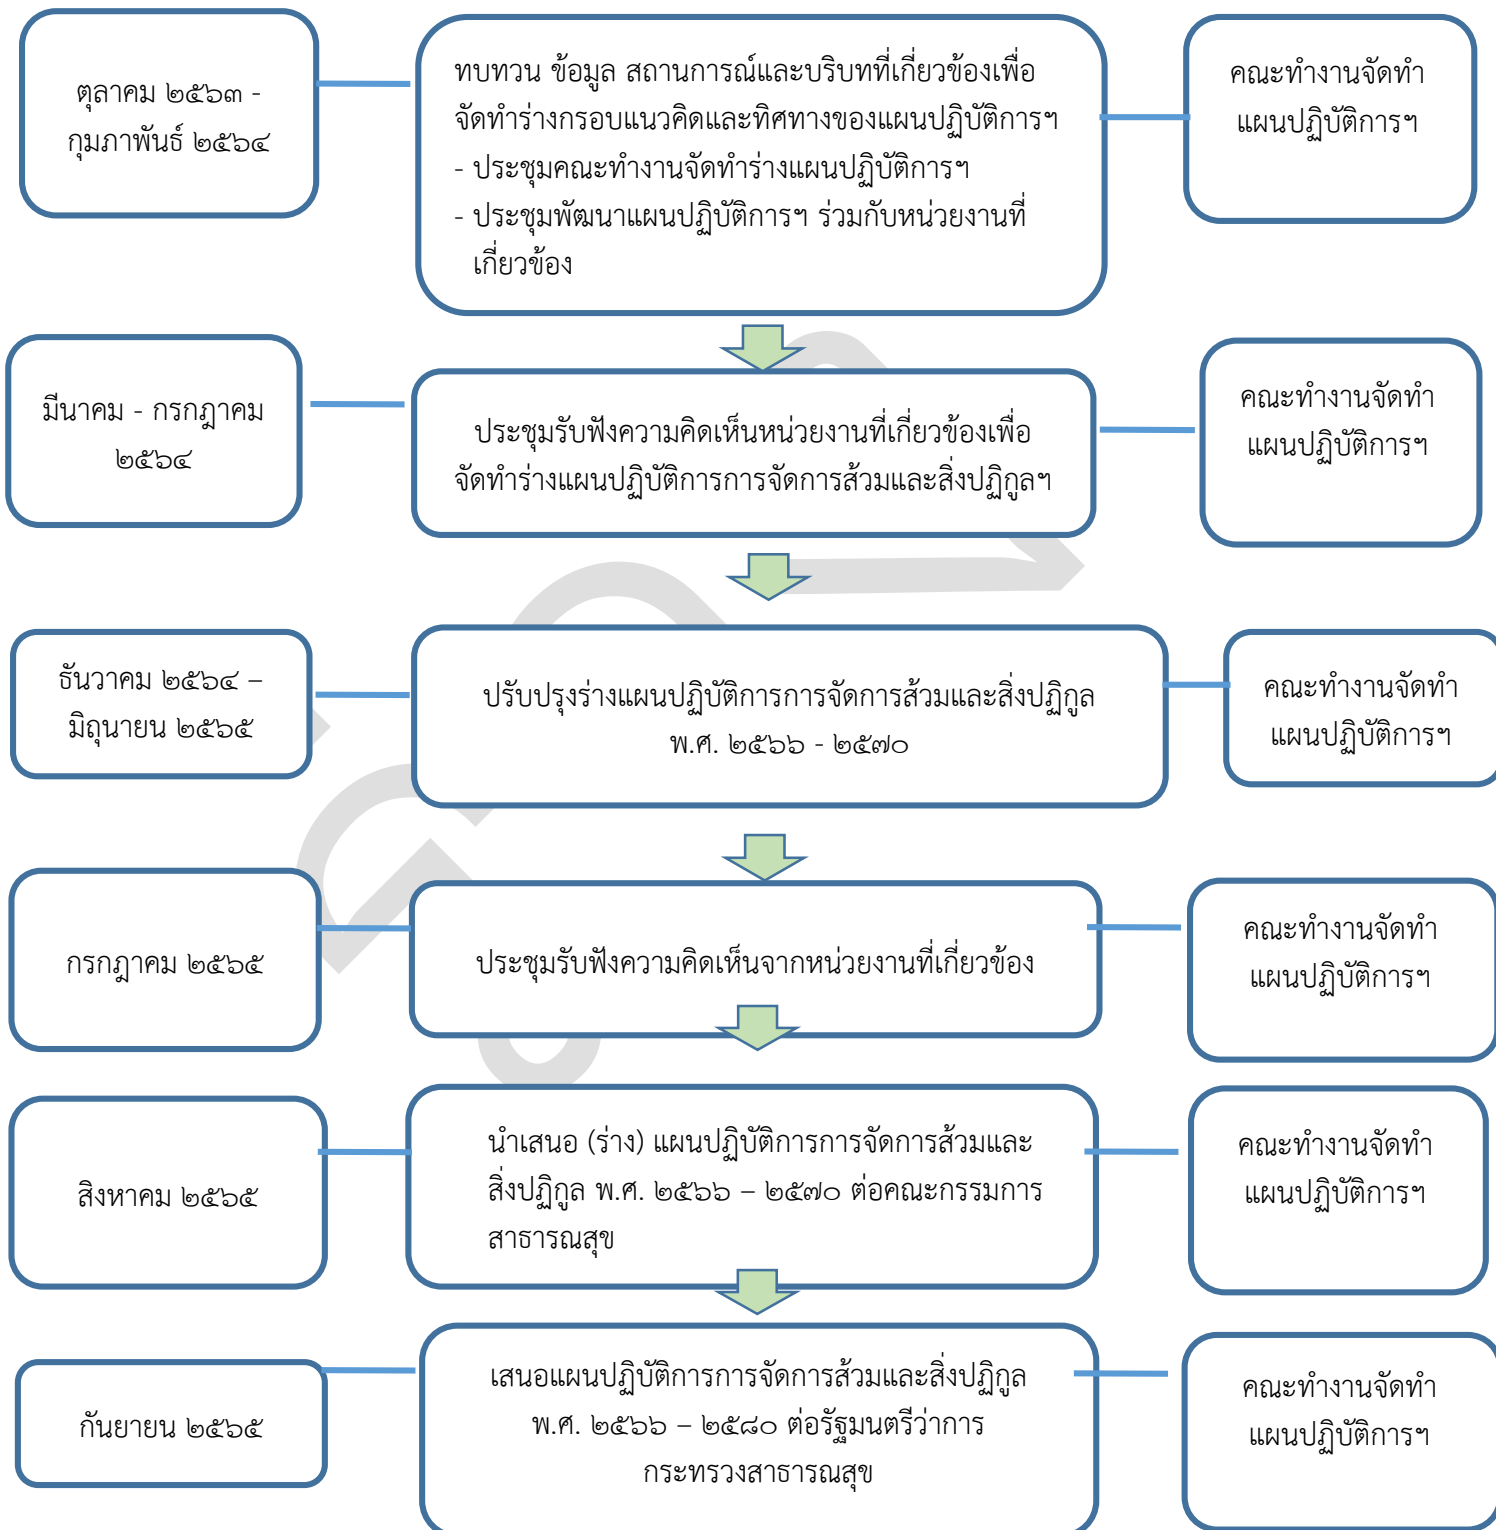 ตุลาคม ๒๕๖๓ -
กุมภาพันธ์ ๒๕๖๔
ทบทวน ข้อมูล สถานการณ์และบริบทที่เกี่ยวข้องเพื่อ
จัดทำร่างกรอบแนวคิดและทิศทางของแผนปฏิบัติการฯ
- ประชุมคณะทำงานจัดทำร่างแผนปฏิบัติการฯ
- ประชุมพัฒนาแผนปฏิบัติการฯ ร่วมกับหน่วยงานที่
เกี่ยวข้อง
คณะทำงานจัดทำ
แผนปฏิบัติการฯ
มีนาคม - กรกฎาคม
๒๕๖๔
ประชุมรับฟังความคิดเห็นหน่วยงานที่เกี่ยวข้องเพื่อ
จัดทำร่างแผนปฏิบัติการการจัดการส้วมและสิ่งปฏิกูลฯ
คณะทำงานจัดทำ
แผนปฏิบัติการฯ
ธันวาคม ๒๕๖๔ –
มิถุนายน ๒๕๖๕
ปรับปรุงร่างแผนปฏิบัติการการจัดการส้วมและสิ่งปฏิกูล
พ.ศ. ๒๕๖๖ - ๒๕๗๐
คณะทำงานจัดทำ
แผนปฏิบัติการฯ
กรกฎาคม ๒๕๖๕
ประชุมรับฟังความคิดเห็นจากหน่วยงานที่เกี่ยวข้อง
คณะทำงานจัดทำ
แผนปฏิบัติการฯ
สิงหาคม ๒๕๖๕
นำเสนอ (ร่าง) แผนปฏิบัติการการจัดการส้วมและ
สิ่งปฏิกูล พ.ศ. ๒๕๖๖ – ๒๕๗๐ ต่อคณะกรรมการ
สาธารณสุข
คณะทำงานจัดทำ
แผนปฏิบัติการฯ
กันยายน ๒๕๖๕
เสนอแผนปฏิบัติการการจัดการส้วมและสิ่งปฏิกูล
พ.ศ. ๒๕๖๖ – ๒๕๘๐ ต่อรัฐมนตรีว่าการ
กระทรวงสาธารณสุข
คณะทำงานจัดทำ
แผนปฏิบัติการฯ